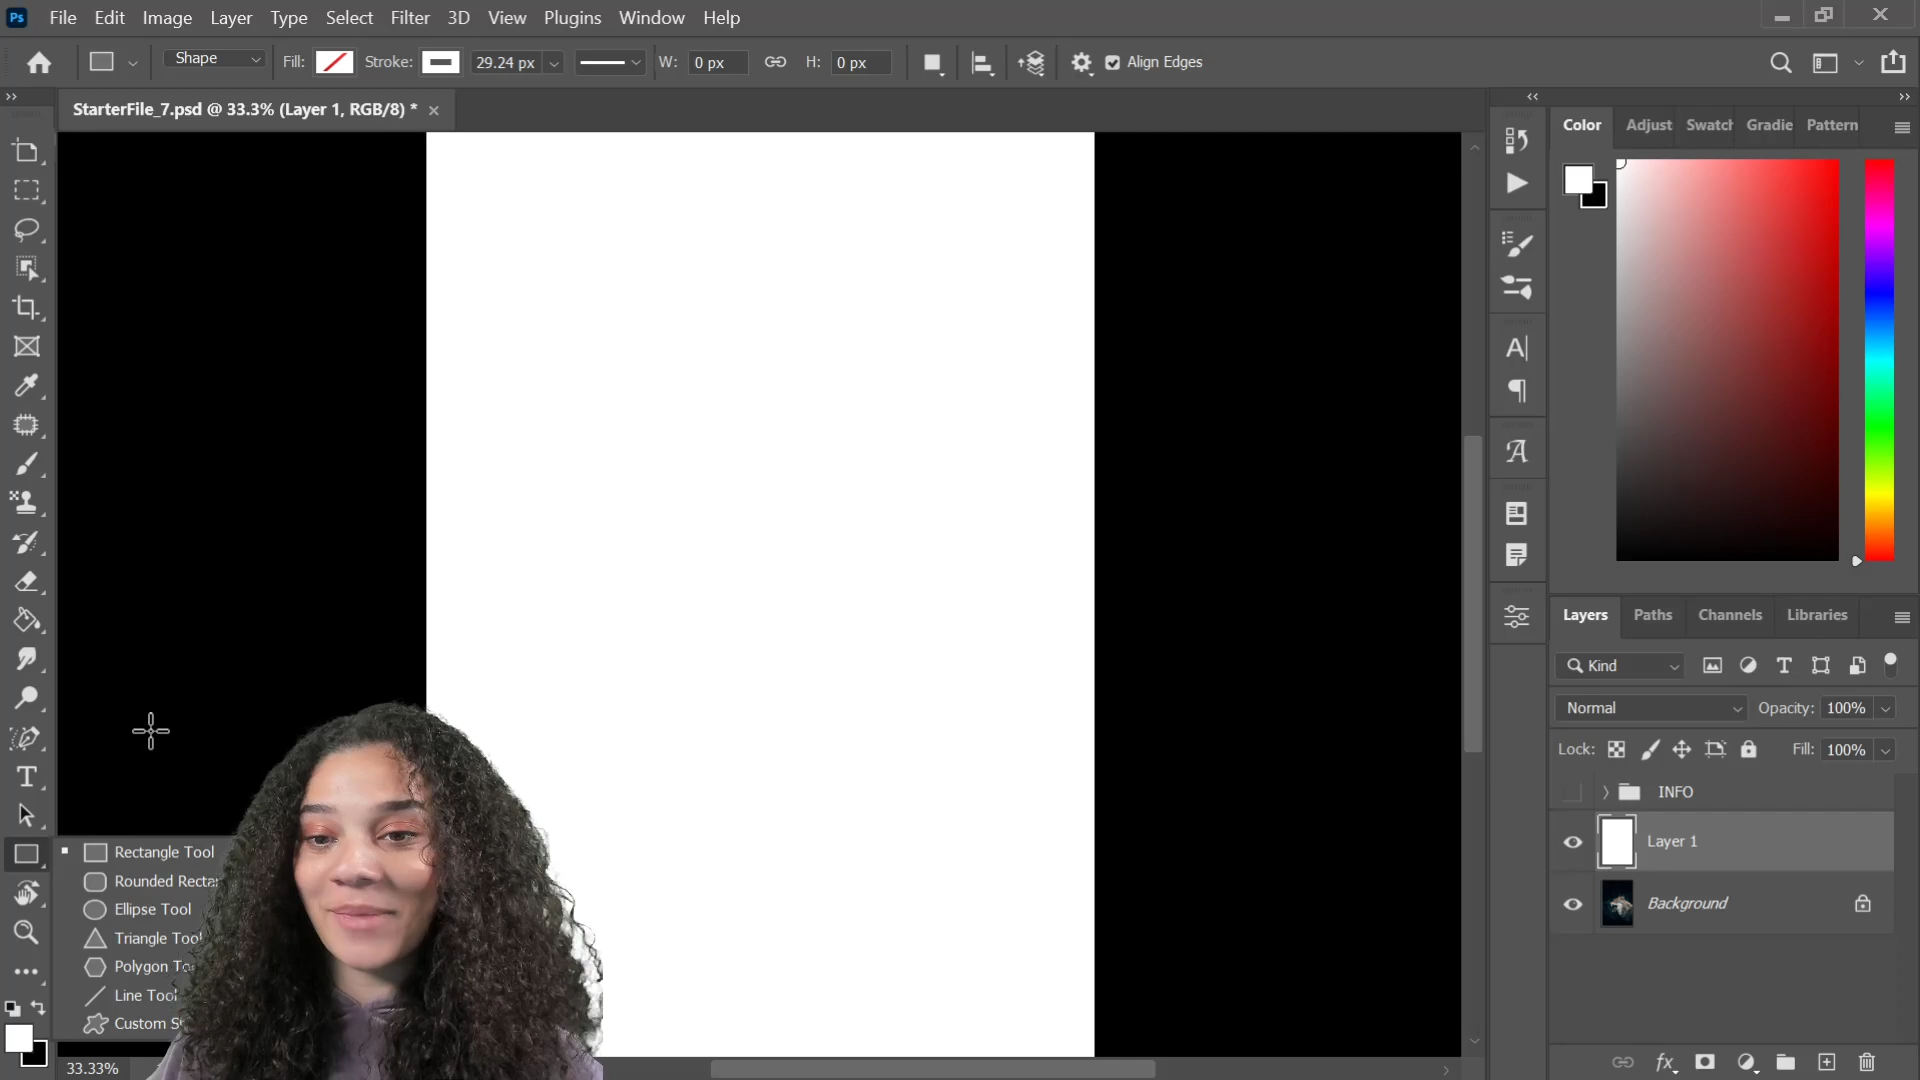 Ps File Edit Image Layer Type Select Filter 3D View Plugins Window Help
Shape Fill: Stroke: 29.24 px W: 0 px H: 0 px Align Edges
StarterFile_7.psd @ 33.3% (Layer 1, RGB/8) *
Color Adjust Swatch Gradie Pattern
Layers Paths Channels Libraries
Kind
Normal Opacity: 100%
Lock: Fill: 100%
INFO
Layer 1
Background
Rectangle Tool
Rounded Recta
Ellipse Tool
Triangle Tool
Polygon To
Line Tool
Custom S
33.33%
fx